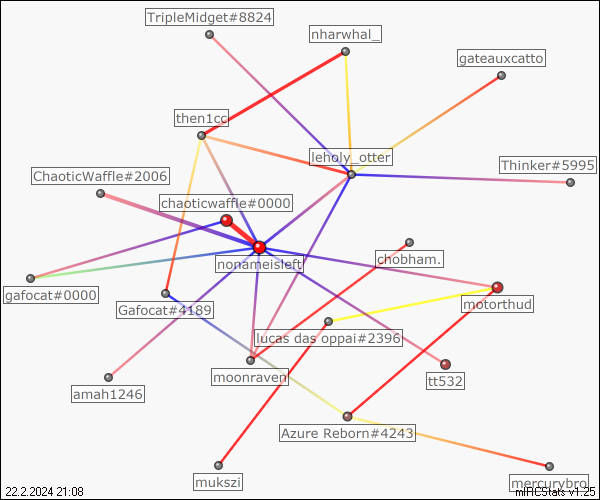 TripleMidget#8824
nharwhal_
gateauxcatto
then1cc
leholy_otter
Thinker#5995
ChaoticWaffle#2006
chaoticwaffle#0000
chobham.
nonameisleft
gafocat#0000
motorthud
Gafocat#4189
lucas das oppai#2396
moonraven
tt532
amah1246
Azure Reborn#4243
mukszi
mercurybro
22.2.2024 21:08
mIRCStats v1.25